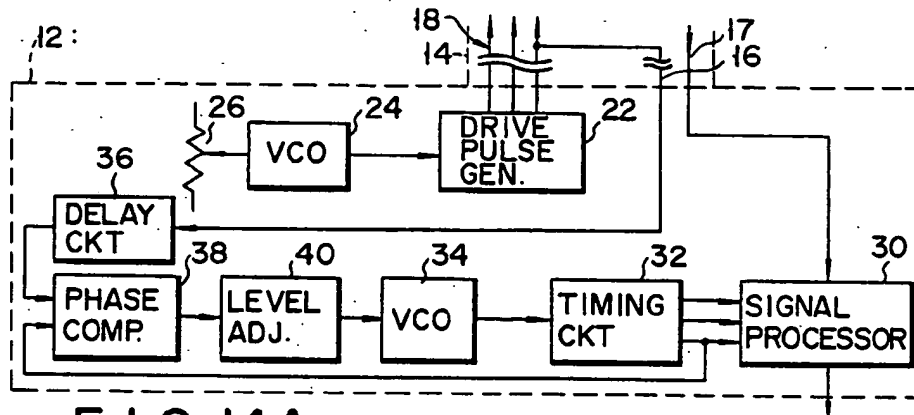 12
18
14
17
16
26
24
VCO
DRIVE
PULSE
GEN.
22
36
DELAY
CKT
38
PHASE
COMP.
40
LEVEL
ADJ.
34
VCO
32
TIMING
CKT
30
SIGNAL
PROCESSOR